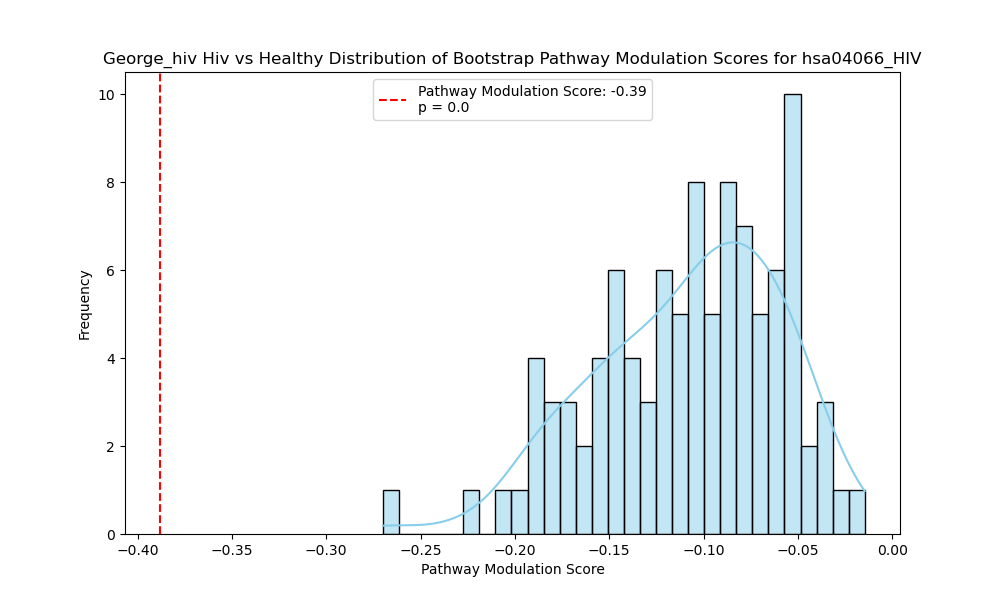 George_hiv Hiv vs Healthy Distribution of Bootstrap Pathway Modulation Scores for hsa04066_HIV
Pathway Modulation Score: -0.39
p = 0.0
10
8
6
4
2
0
Frequency
−0.40 −0.35 −0.30 −0.25 −0.20 −0.15 −0.10 −0.05 0.00
Pathway Modulation Score